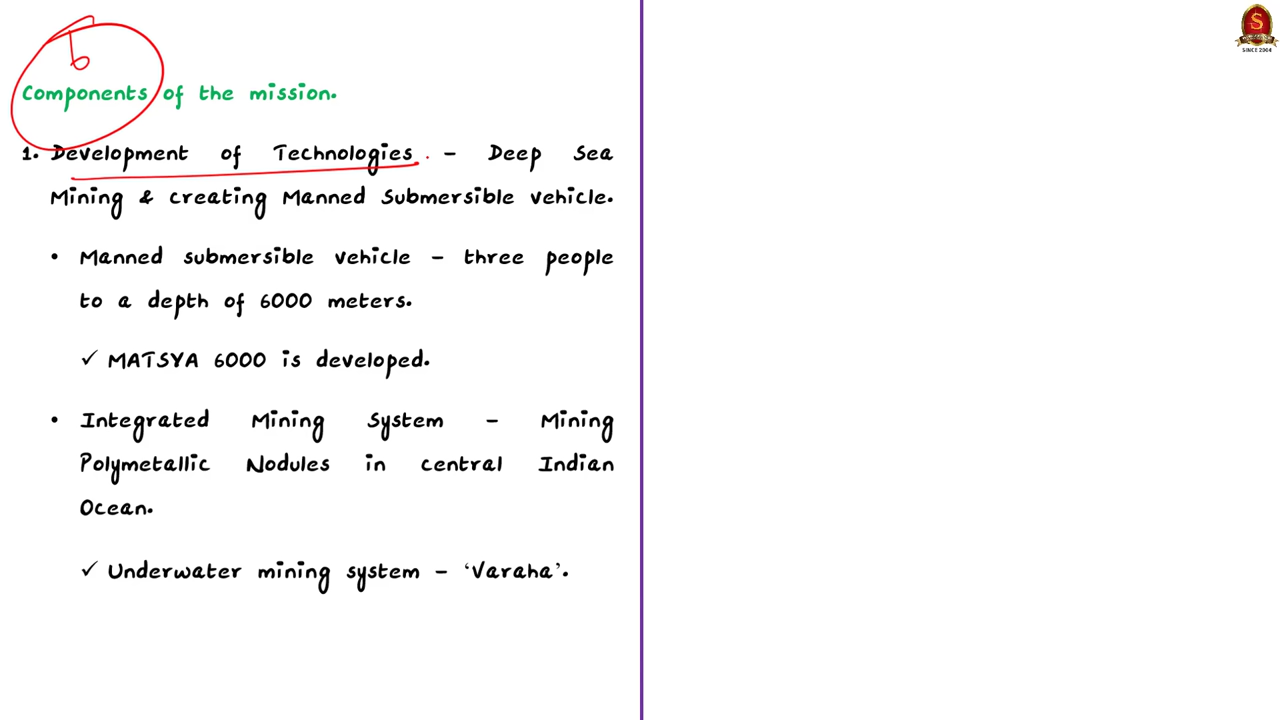 6
Components of the mission.
1. Development of Technologies - Deep Sea
Mining & creating Manned Submersible vehicle.
• Manned submersible vehicle - three people
to a depth of 6000 meters.
✓ MATSYA 6000 is developed.
• Integrated Mining System - Mining
Polymetallic Nodules in central Indian
Ocean.
✓ Underwater mining system - ‘Varaha’.
S
SINCE 2004